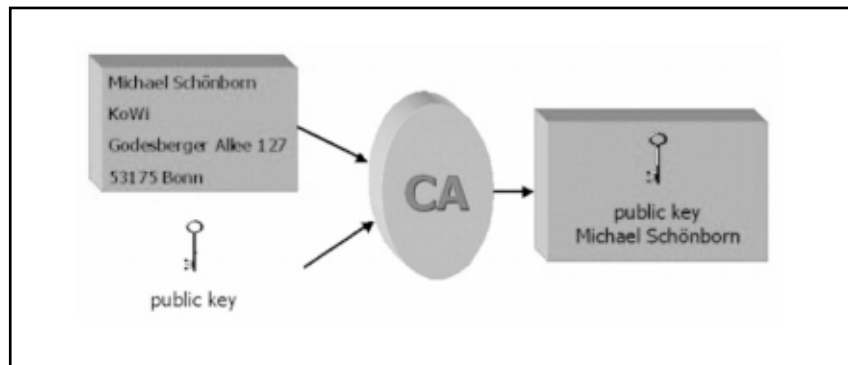 Michael Schönborn
KoWi
Godesberger Allee 127
53175 Bonn
public key
CA
public key
Michael Schönborn